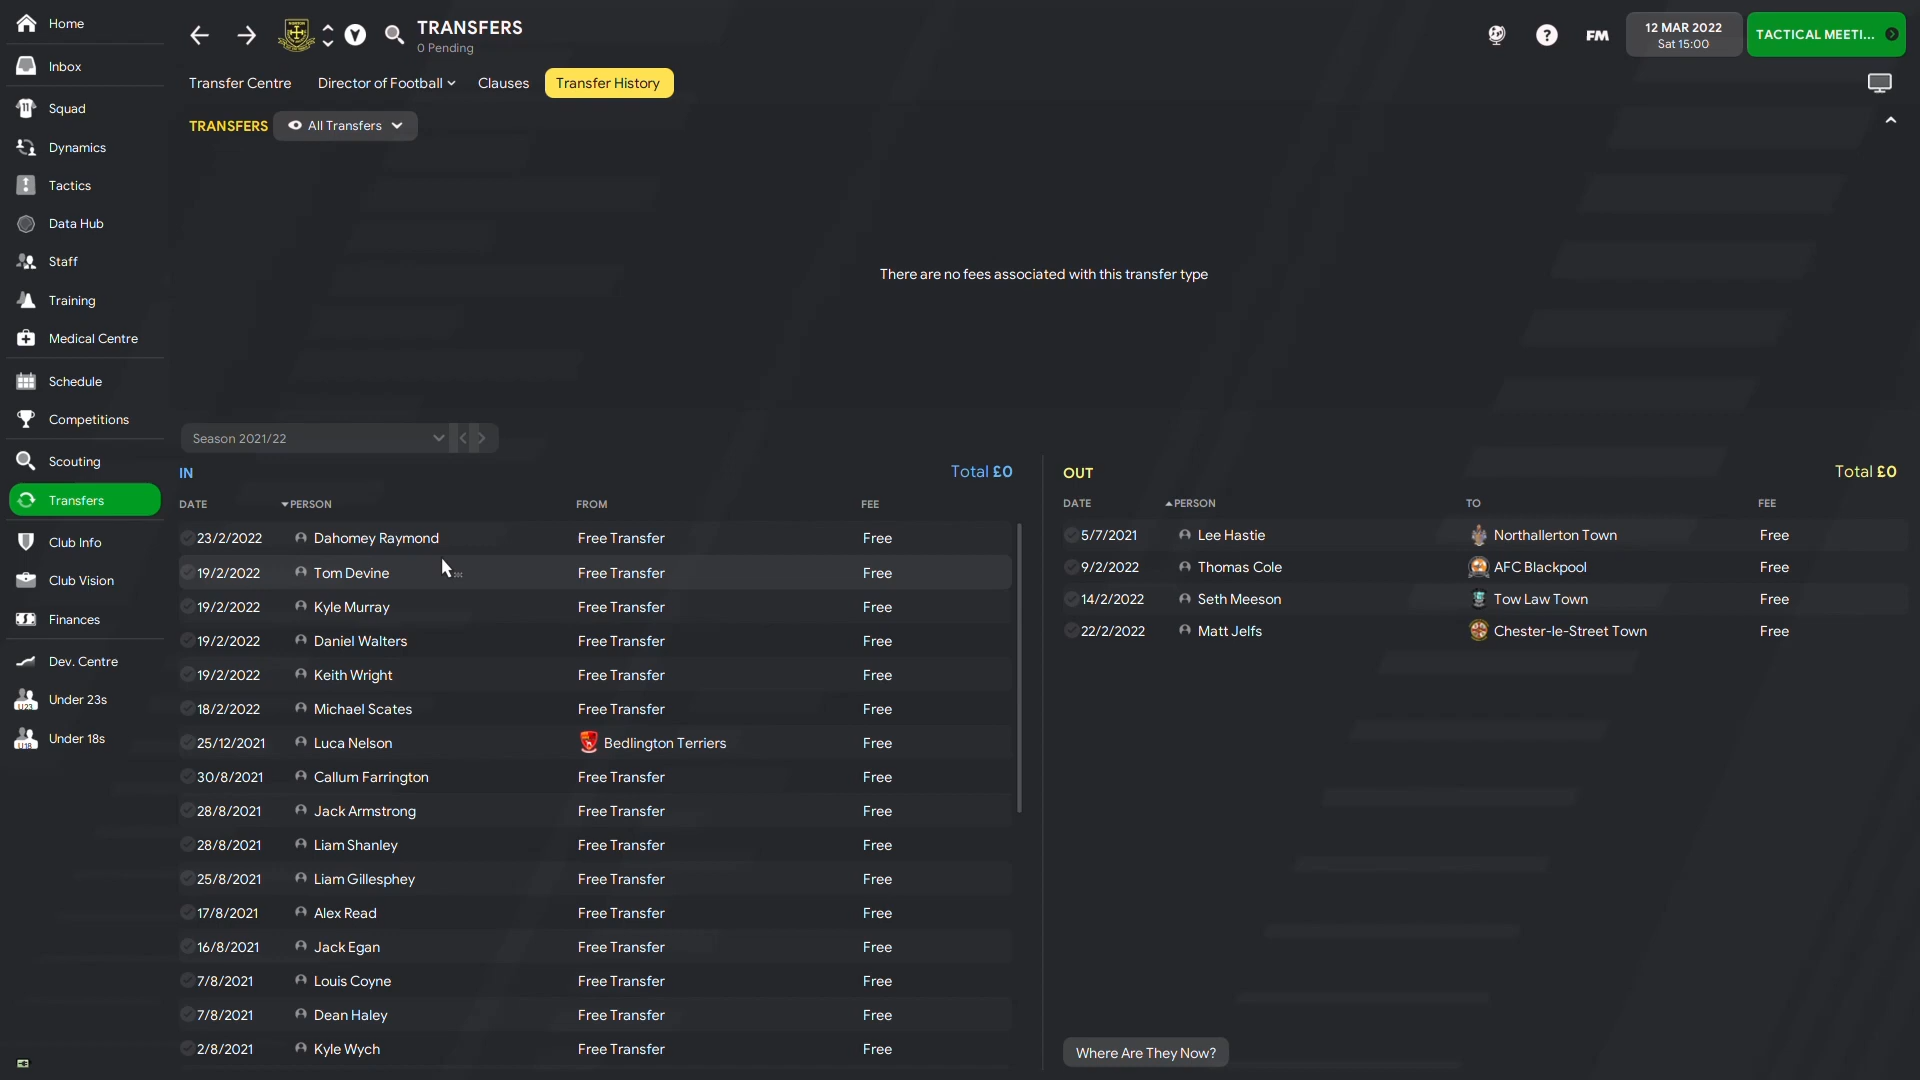 Home
Inbox
Squad
Dynamics
Tactics
Data Hub
Staff
Training
Medical Centre
Schedule
Competitions
Scouting
Transfers
Club Info
Club Vision
Finances
Dev. Centre
Under 23s
Under 18s
TRANSFERS
0 Pending
FM
12 MAR 2022
Sat 15:00
TACTICAL MEETI...
Transfer Centre Director of Football Clauses Transfer History
TRANSFERS All Transfers
There are no fees associated with this transfer type
Season 2021/22
IN Total £0
DATE PERSON FROM FEE
23/2/2022 Dahomey Raymond Free Transfer Free
19/2/2022 Tom Devine Free Transfer Free
19/2/2022 Kyle Murray Free Transfer Free
19/2/2022 Daniel Walters Free Transfer Free
19/2/2022 Keith Wright Free Transfer Free
18/2/2022 Michael Scates Free Transfer Free
25/12/2021 Luca Nelson Bedlington Terriers Free
30/8/2021 Callum Farrington Free Transfer Free
28/8/2021 Jack Armstrong Free Transfer Free
28/8/2021 Liam Shanley Free Transfer Free
25/8/2021 Liam Gillesphey Free Transfer Free
17/8/2021 Alex Read Free Transfer Free
16/8/2021 Jack Egan Free Transfer Free
7/8/2021 Louis Coyne Free Transfer Free
7/8/2021 Dean Haley Free Transfer Free
2/8/2021 Kyle Wych Free Transfer Free
OUT Total £0
DATE PERSON TO FEE
5/7/2021 Lee Hastie Northallerton Town Free
9/2/2022 Thomas Cole AFC Blackpool Free
14/2/2022 Seth Meeson Tow Law Town Free
22/2/2022 Matt Jelfs Chester-le-Street Town Free
Where Are They Now?